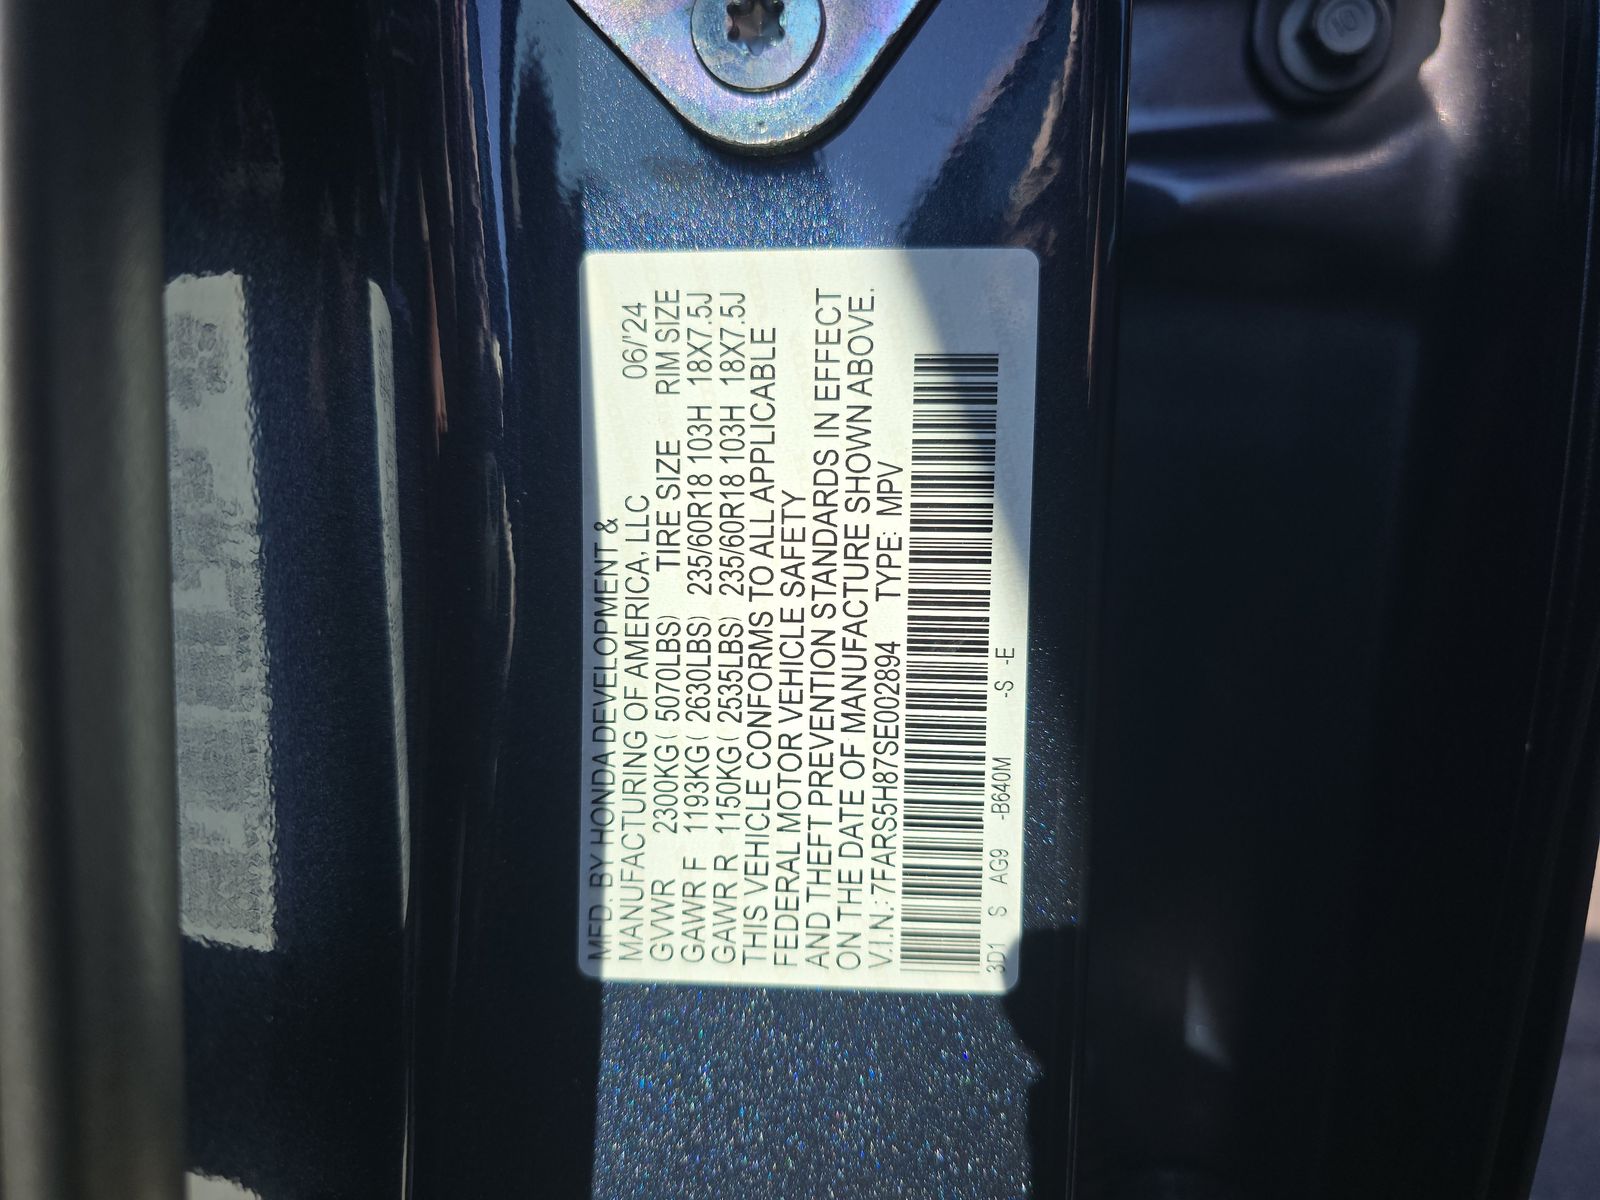 MFD. BY HONDA DEVELOPMENT &
MANUFACTURING OF AMERICA, LLC 06/'24
GVWR 2300KG( 5070LBS) TIRE SIZE RIM SIZE
GAWR F 1193KG( 2630LBS) 235/60R18 103H 18X7.5J
GAWR R 1150KG( 2535LBS) 235/60R18 103H 18X7.5J
THIS VEHICLE CONFORMS TO ALL APPLICABLE
FEDERAL MOTOR VEHICLE SAFETY
AND THEFT PREVENTION STANDARDS IN EFFECT
ON THE DATE OF MANUFACTURE SHOWN ABOVE.
V.I.N:7FARS5H87SE002894 TYPE: MPV
3D1 S AG9 -B640M -S -E